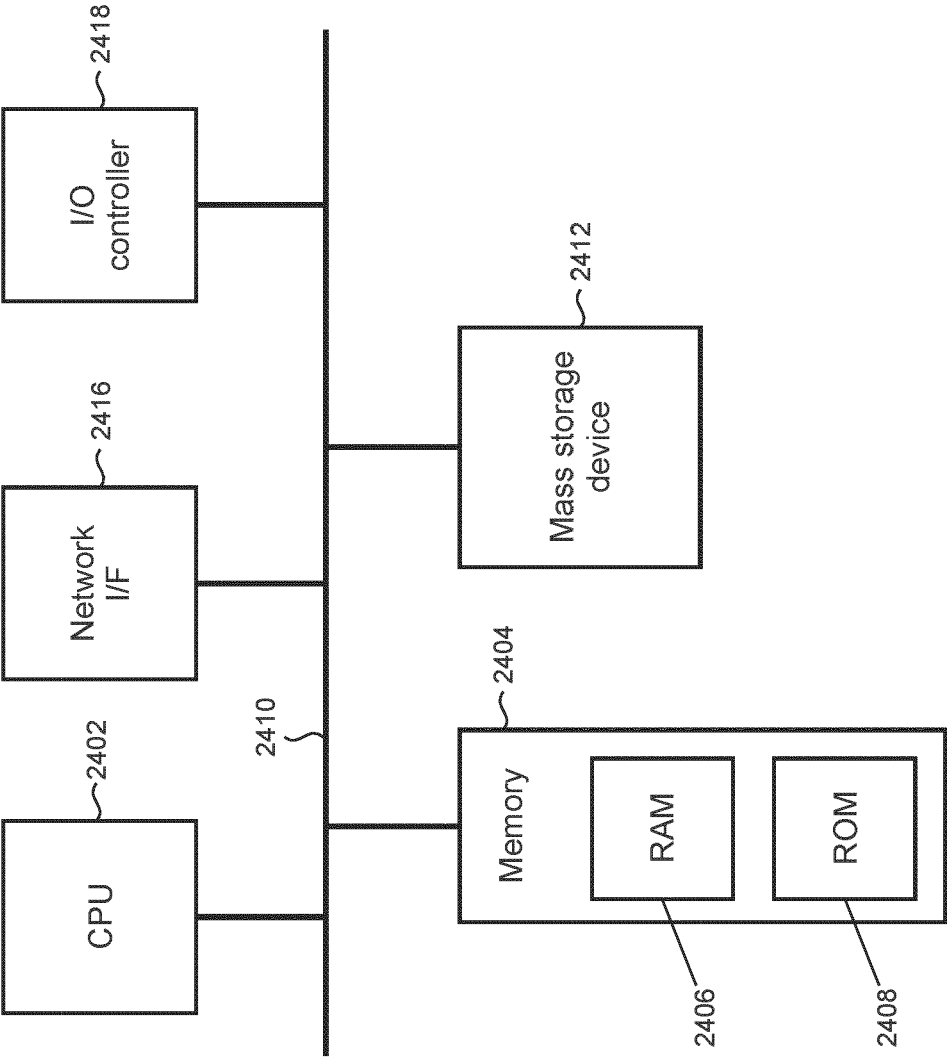 CPU
2402
Network
I/F
2416
I/O
controller
2418
2410
Memory
2404
RAM
2406
ROM
2408
Mass storage
device
2412